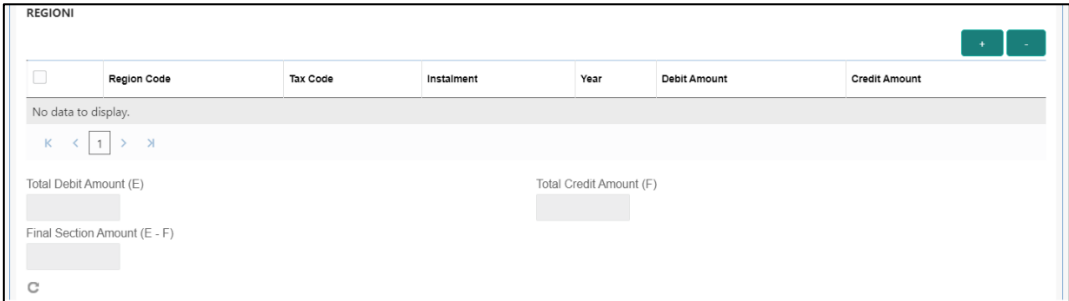 REGIONI
+ -
Region Code Tax Code Instalment Year Debit Amount Credit Amount
No data to display.
1
Total Debit Amount (E) Total Credit Amount (F)
Final Section Amount (E - F)